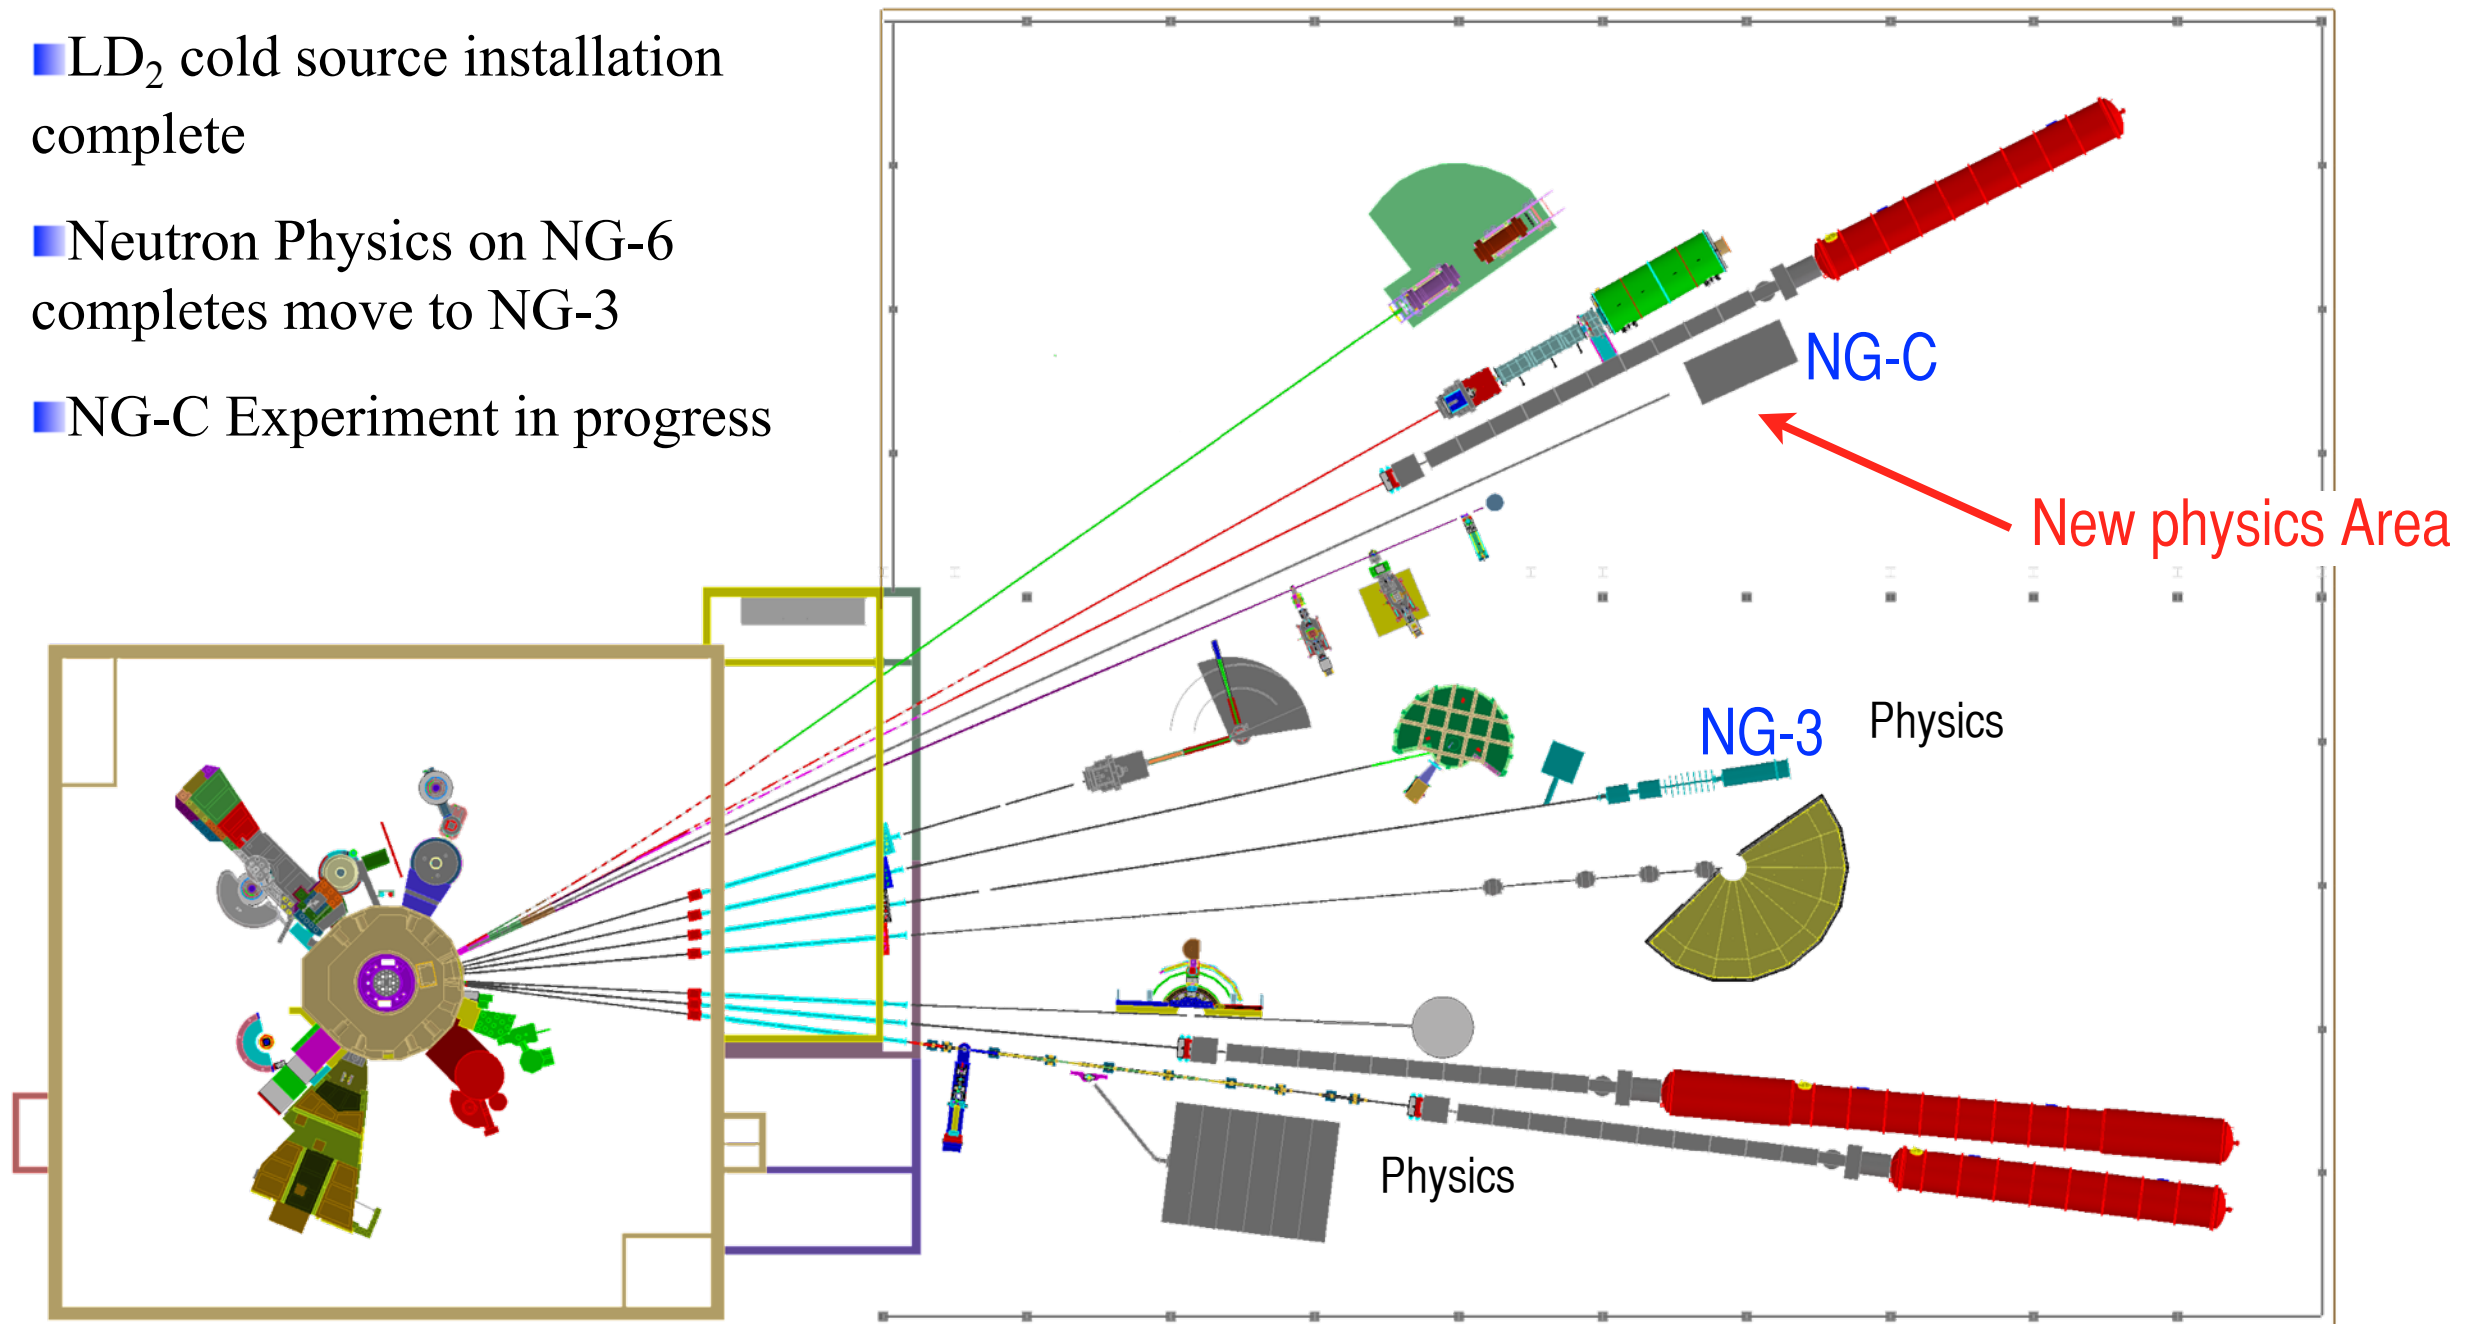 LD₂ cold source installation
complete
Neutron Physics on NG-6
completes move to NG-3
NG-C Experiment in progress
NG-C
New physics Area
NG-3
Physics
Physics